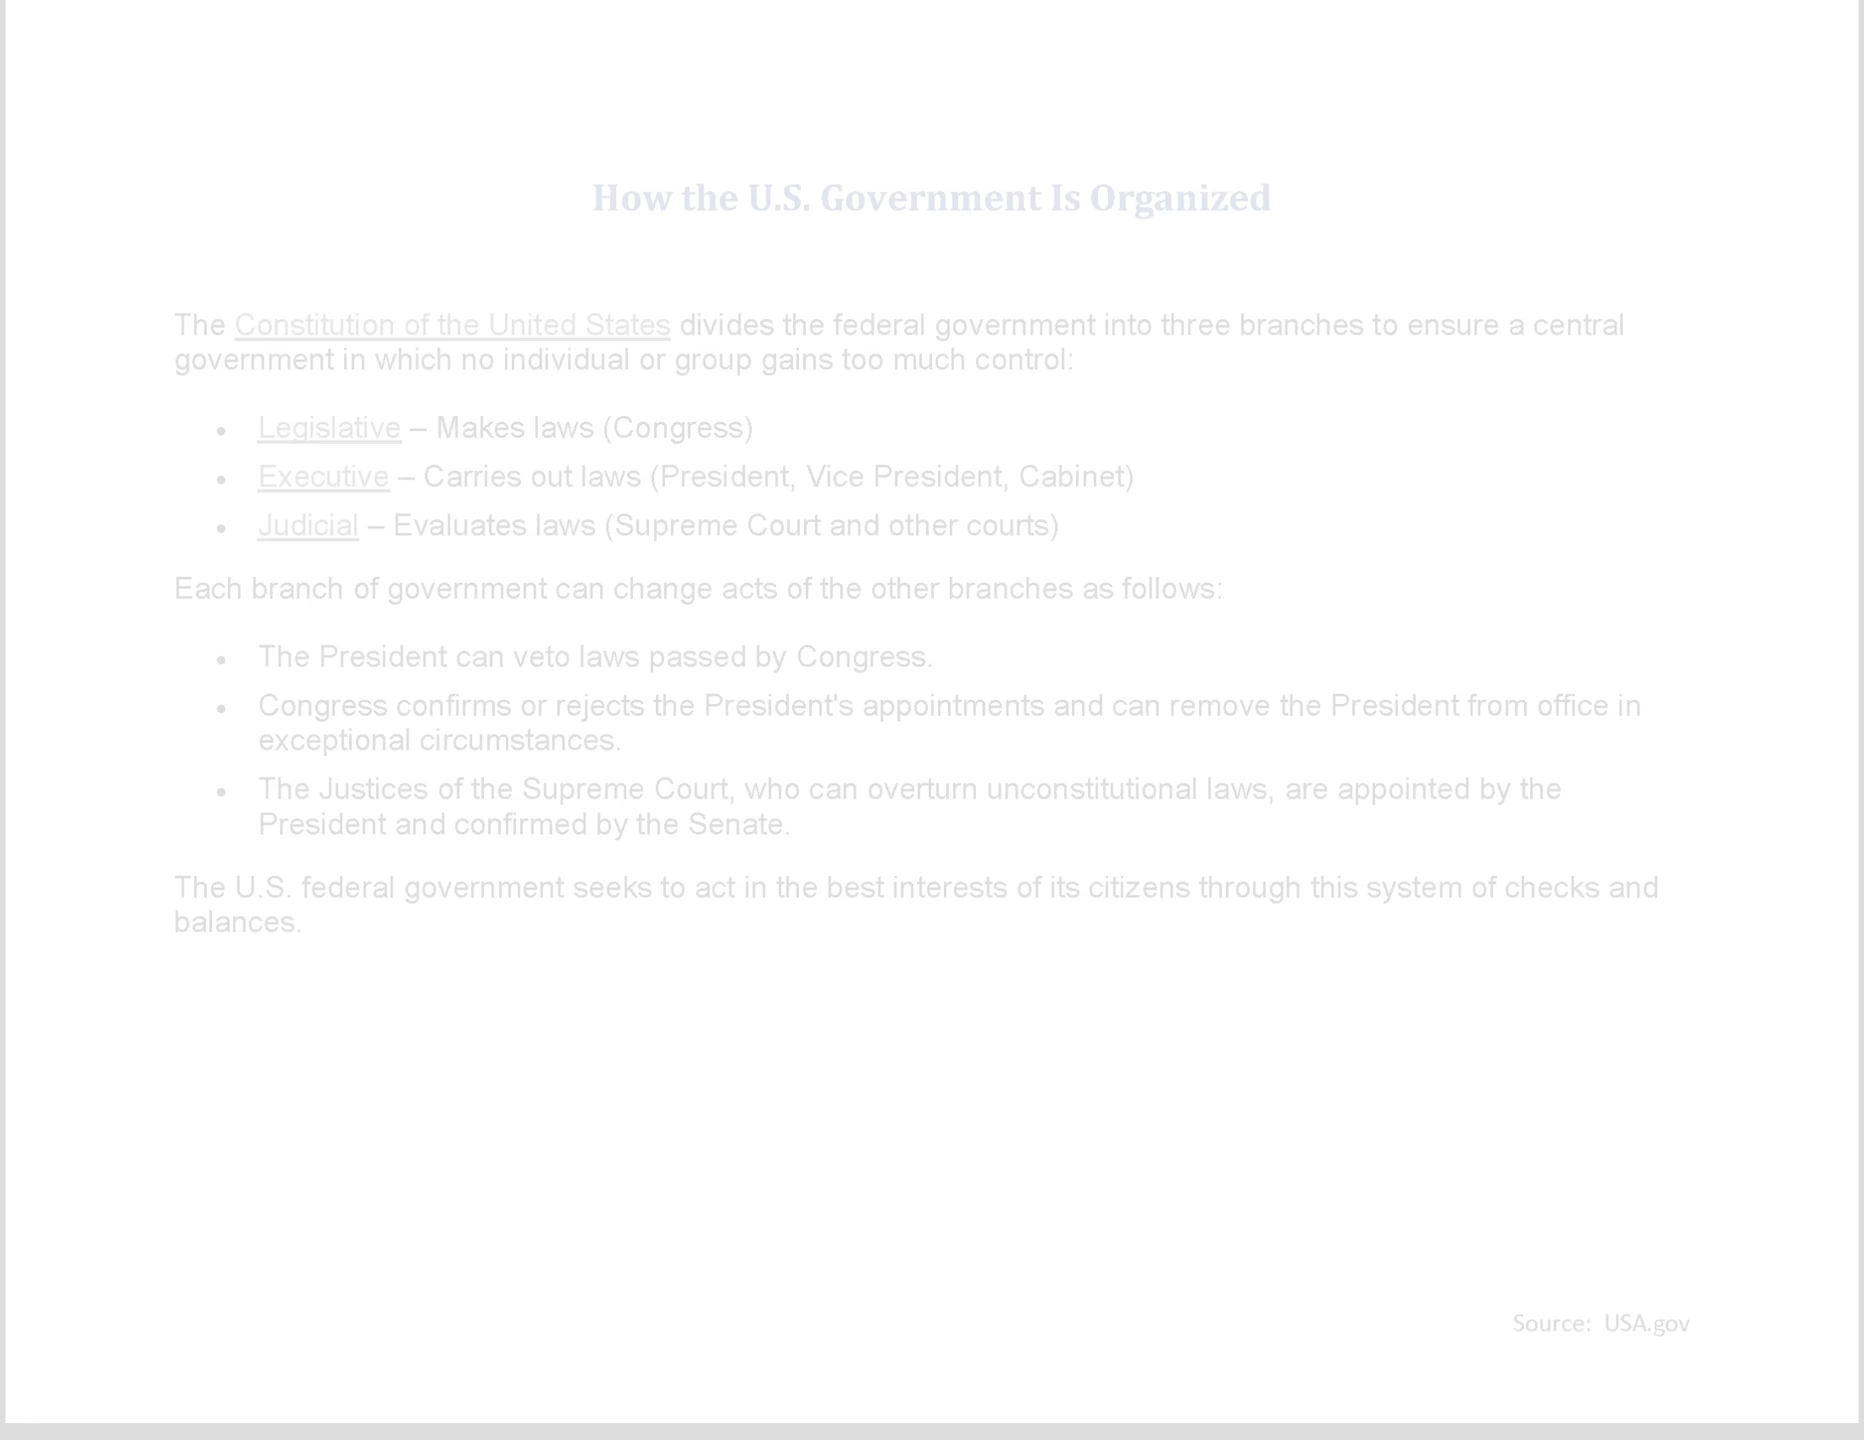 How the U.S. Government Is Organized
The Constitution of the United States divides the federal government into three branches to ensure a central
government in which no individual or group gains too much control:
• Legislative – Makes laws (Congress)
• Executive – Carries out laws (President, Vice President, Cabinet)
• Judicial – Evaluates laws (Supreme Court and other courts)
Each branch of government can change acts of the other branches as follows:
• The President can veto laws passed by Congress.
• Congress confirms or rejects the President's appointments and can remove the President from office in
exceptional circumstances.
• The Justices of the Supreme Court, who can overturn unconstitutional laws, are appointed by the
President and confirmed by the Senate.
The U.S. federal government seeks to act in the best interests of its citizens through this system of checks and
balances.
Source: USA.gov